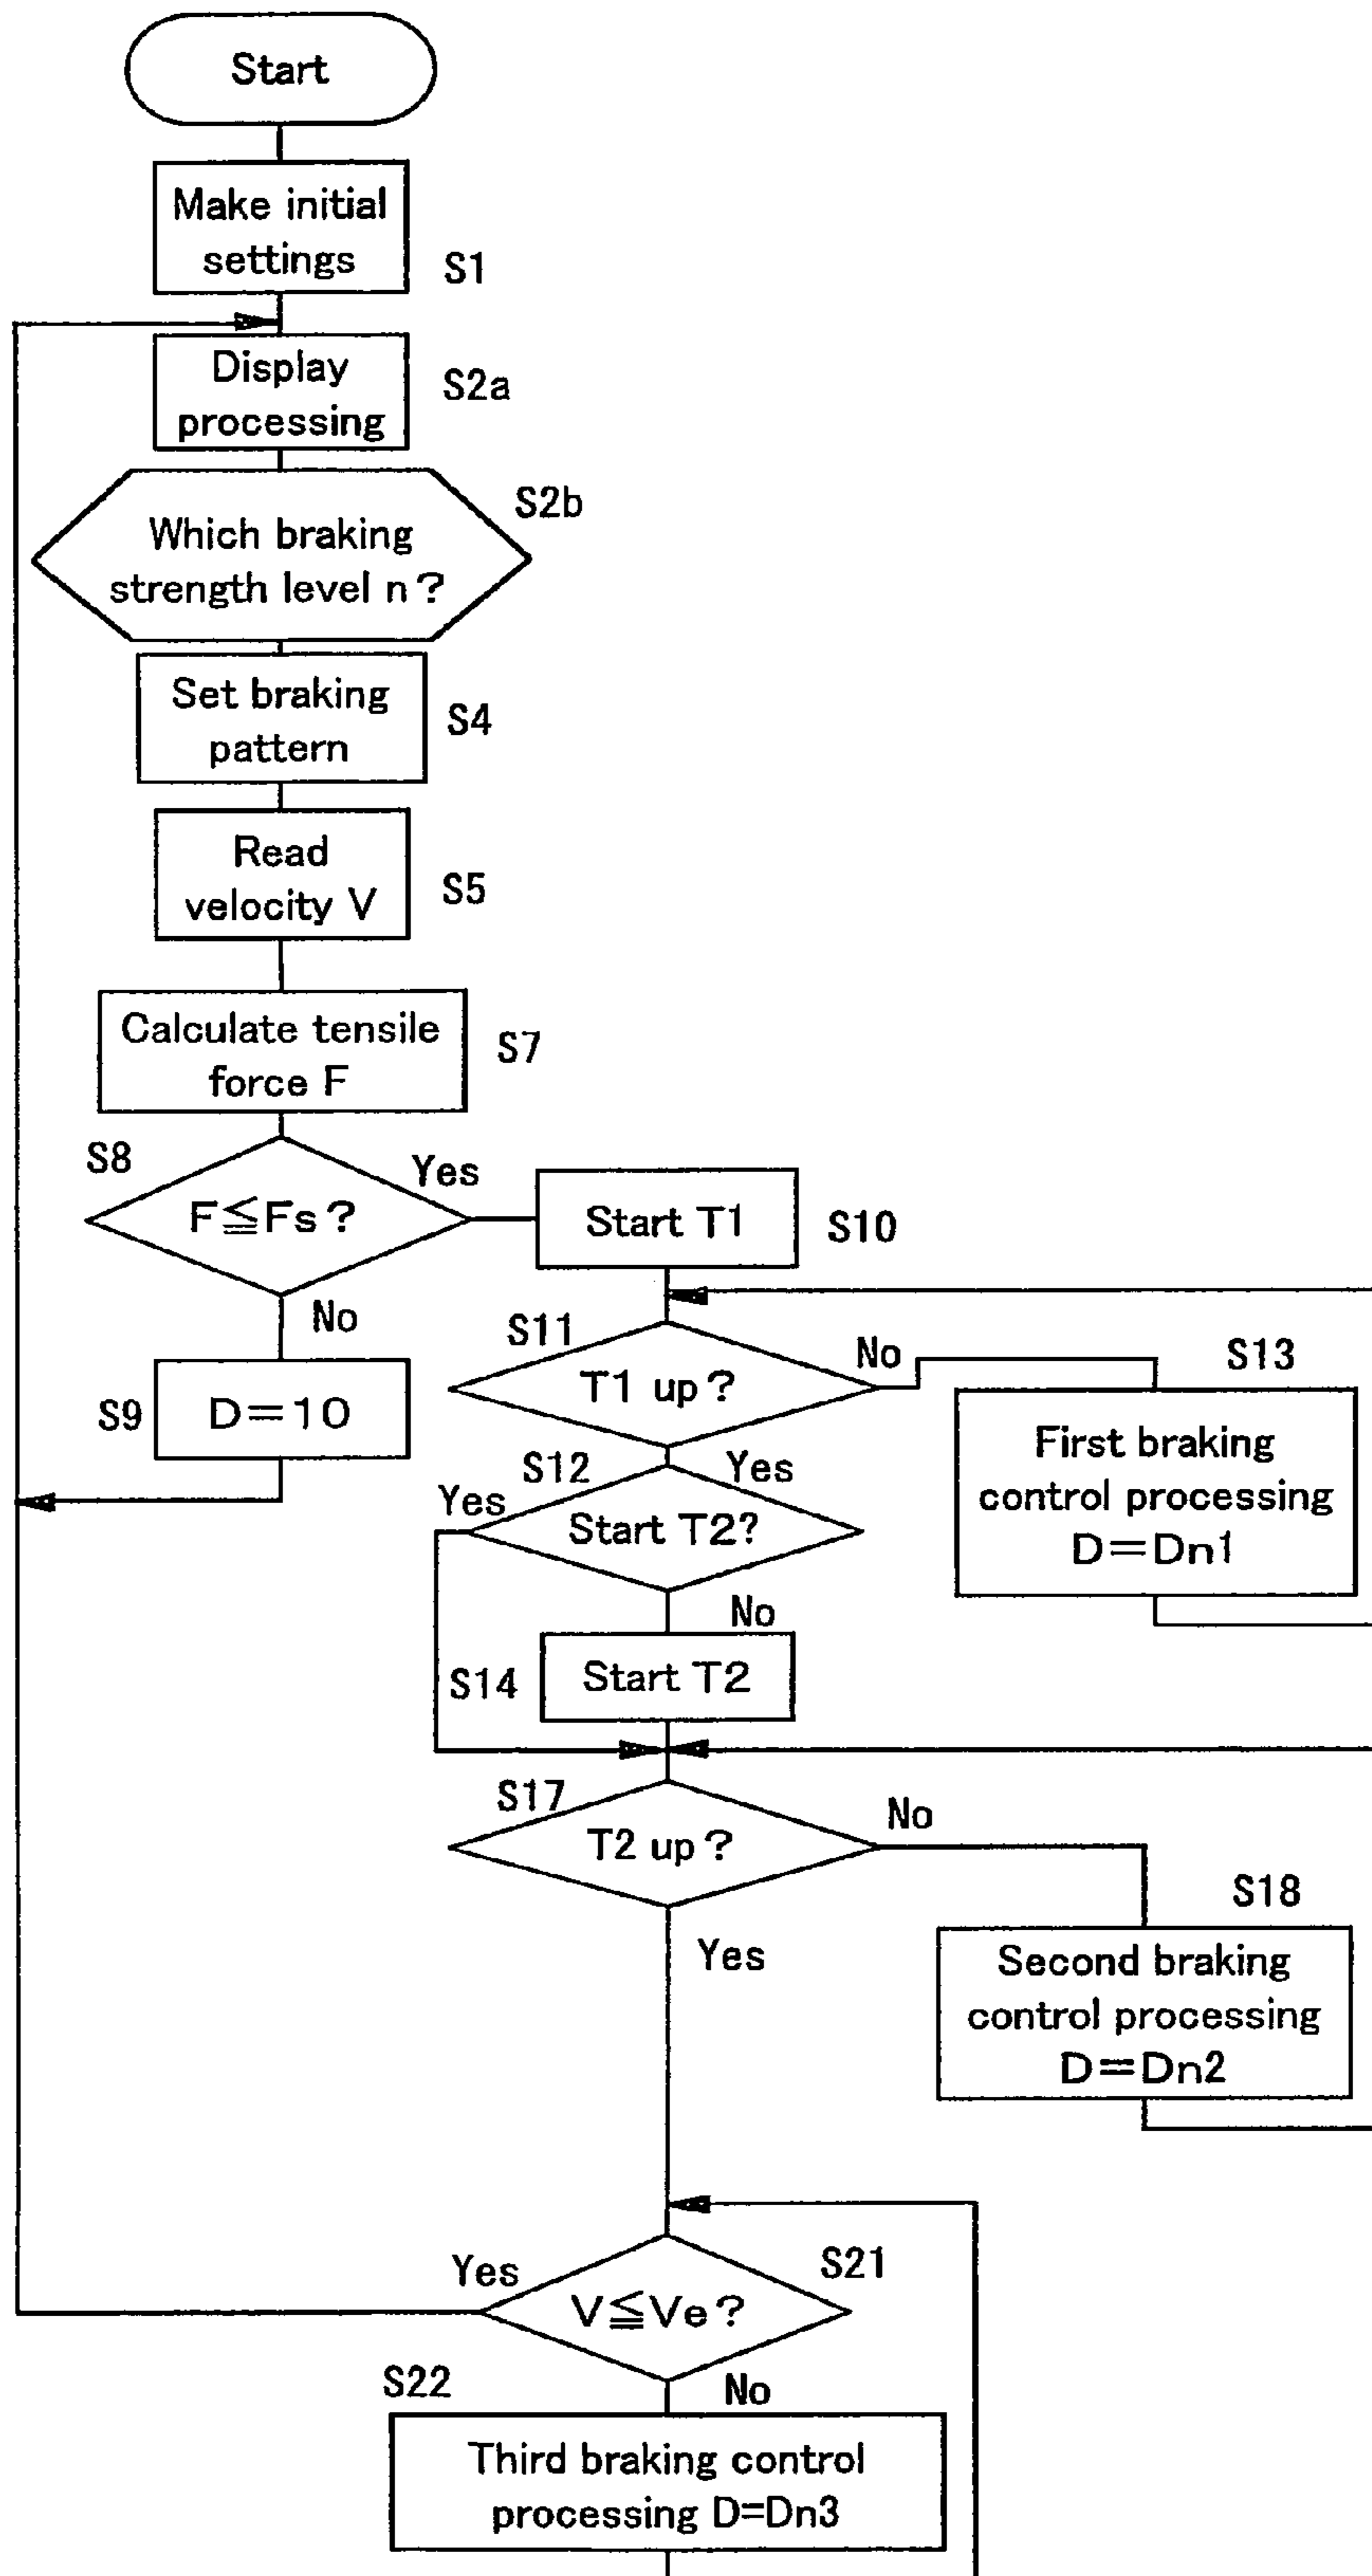 Start
Make initial
settings
S1
Display
processing
S2a
Which braking
strength level n?
S2b
Set braking
pattern
S4
Read
velocity V
S5
Calculate tensile
force F
S7
S8
F≦Fs?
Yes
No
S9
D=10
Start T1
S10
S11
T1 up?
No
Yes
S13
First braking
control processing
D=Dn1
S12
Yes
Start T2?
No
S14
Start T2
S17
T2 up?
No
Yes
S18
Second braking
control processing
D=Dn2
Yes
V≦Ve?
S21
No
S22
Third braking control
processing D=Dn3